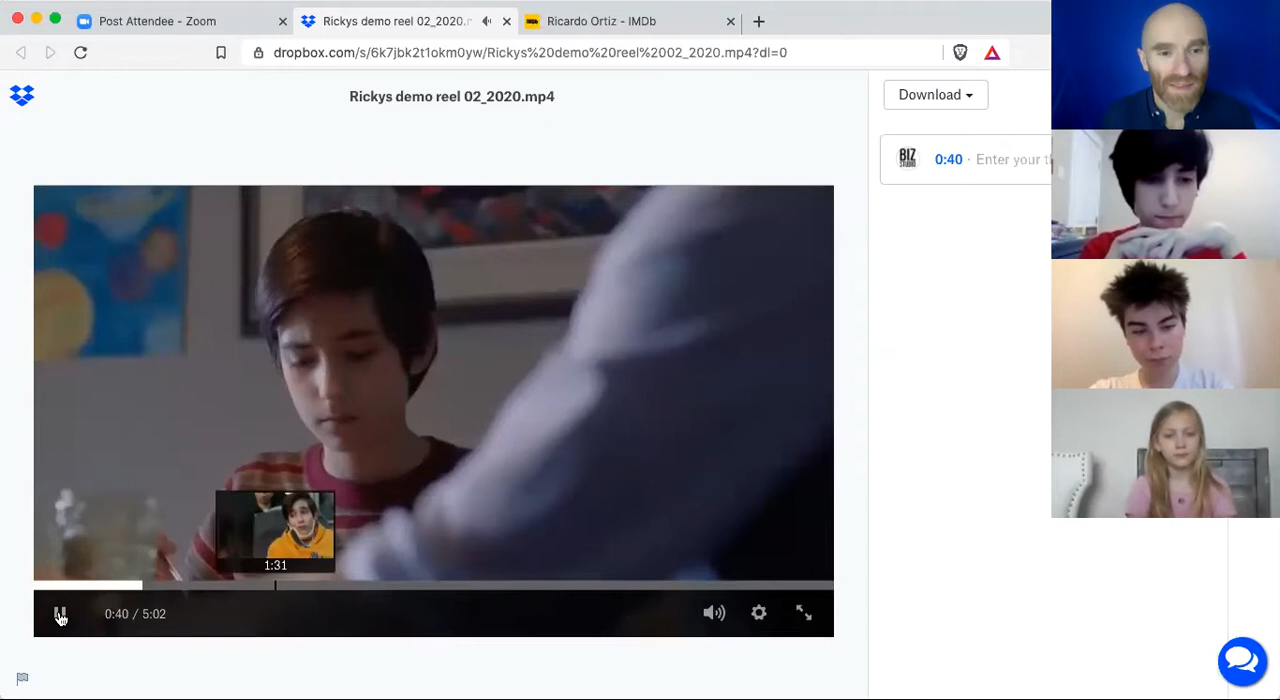 Post Attendee - Zoom
Rickys demo reel 02_2020.r
Ricardo Ortiz - IMDb
dropbox.com/s/6k7jbk2t1okm0yw/Rickys%20demo%20reel%2002_2020.mp4?dl=0
Rickys demo reel 02_2020.mp4
Download
BIZ
STUDIO
0:40 · Enter your t
1:31
0:40 / 5:02